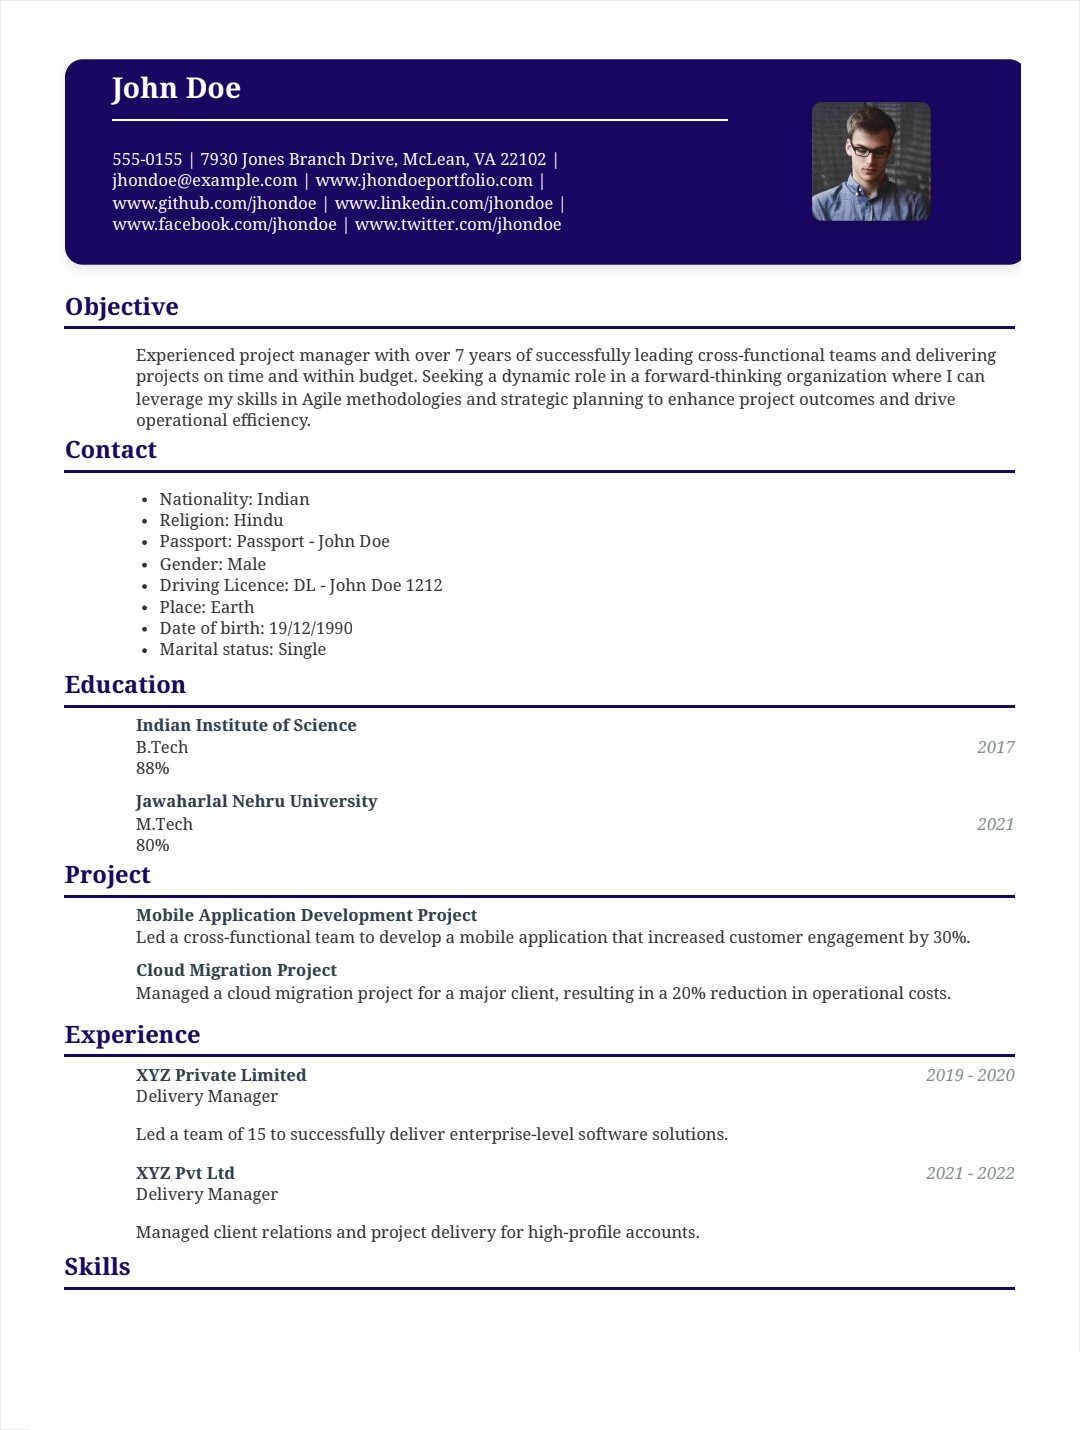 John Doe
555-0155 | 7930 Jones Branch Drive, McLean, VA 22102 |
jhondoe@example.com | www.jhondoeportfolio.com |
www.github.com/jhondoe | www.linkedin.com/jhondoe |
www.facebook.com/jhondoe | www.twitter.com/jhondoe
Objective
Experienced project manager with over 7 years of successfully leading cross-functional teams and delivering
projects on time and within budget. Seeking a dynamic role in a forward-thinking organization where I can
leverage my skills in Agile methodologies and strategic planning to enhance project outcomes and drive
operational efficiency.
Contact
• Nationality: Indian
• Religion: Hindu
• Passport: Passport - John Doe
• Gender: Male
• Driving Licence: DL - John Doe 1212
• Place: Earth
• Date of birth: 19/12/1990
• Marital status: Single
Education
Indian Institute of Science
B.Tech 2017
88%
Jawaharlal Nehru University
M.Tech 2021
80%
Project
Mobile Application Development Project
Led a cross-functional team to develop a mobile application that increased customer engagement by 30%.
Cloud Migration Project
Managed a cloud migration project for a major client, resulting in a 20% reduction in operational costs.
Experience
XYZ Private Limited 2019 - 2020
Delivery Manager
Led a team of 15 to successfully deliver enterprise-level software solutions.
XYZ Pvt Ltd 2021 - 2022
Delivery Manager
Managed client relations and project delivery for high-profile accounts.
Skills